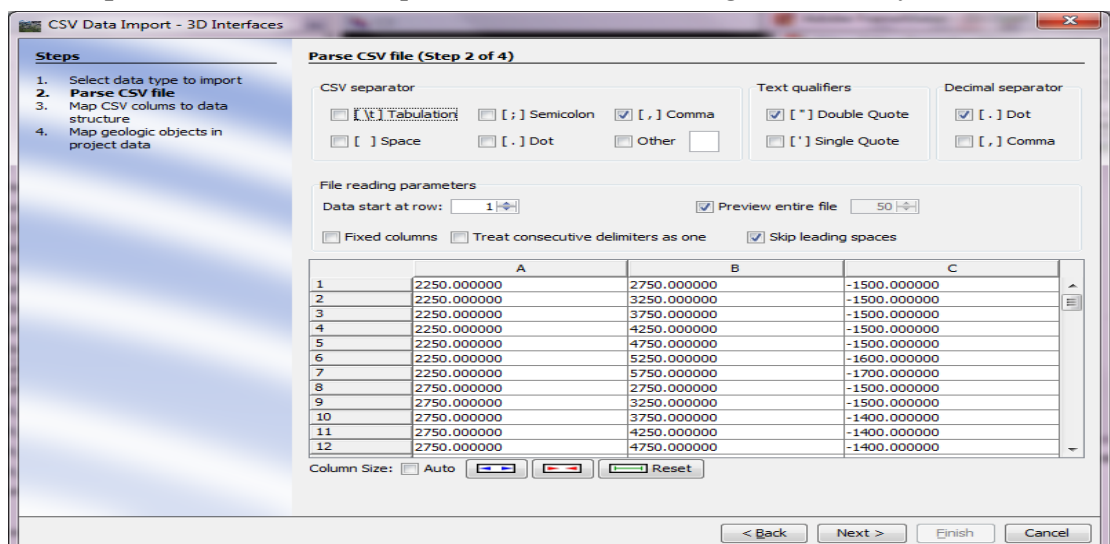 CSV Data Import - 3D Interfaces
Steps
1. Select data type to import
2. Parse CSV file
3. Map CSV colums to data
structure
4. Map geologic objects in
project data
Parse CSV file (Step 2 of 4)
CSV separator
[ \t ] Tabulation [ ; ] Semicolon [ , ] Comma
[ ] Space [ . ] Dot Other
Text qualifiers
[ " ] Double Quote
[ ' ] Single Quote
Decimal separator
[ . ] Dot
[ , ] Comma
File reading parameters
Data start at row: 1 Preview entire file 50
Fixed columns Treat consecutive delimiters as one Skip leading spaces
A B C
1 2250.000000 2750.000000 -1500.000000
2 2250.000000 3250.000000 -1500.000000
3 2250.000000 3750.000000 -1500.000000
4 2250.000000 4250.000000 -1500.000000
5 2250.000000 4750.000000 -1500.000000
6 2250.000000 5250.000000 -1600.000000
7 2250.000000 5750.000000 -1700.000000
8 2750.000000 2750.000000 -1500.000000
9 2750.000000 3250.000000 -1500.000000
10 2750.000000 3750.000000 -1400.000000
11 2750.000000 4250.000000 -1400.000000
12 2750.000000 4750.000000 -1400.000000
Column Size: Auto Reset
< Back Next > Finish Cancel